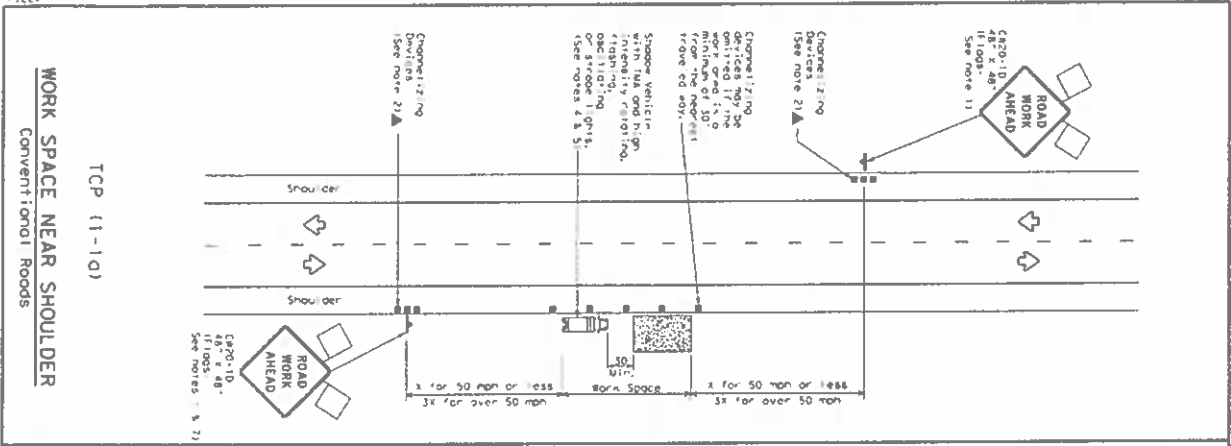 CW20-1D
48" x 48"
(Flags-
See note 1)
ROAD
WORK
AHEAD
Channelizing
Devices
(See note 2)▲
Channelizing
devices may be
omitted if the
work area is a
minimum of 30'
from the nearest
traveled way.
Shadow Vehicle
with TMA and high
intensity rotating,
flashing,
oscillating
or strobe lights.
(See notes 4 & 5)
Channelizing
Devices
(See note 2)▲
Shoulder
Shoulder
30'
Min.
X for 50 mph or less
3X for over 50 mph
Work Space
X for 50 mph or less
3X for over 50 mph
ROAD
WORK
AHEAD
CW20-1D
48" x 48"
(Flags-
See notes 1 & 7)
TCP (1-1a)
WORK SPACE NEAR SHOULDER
Conventional Roads